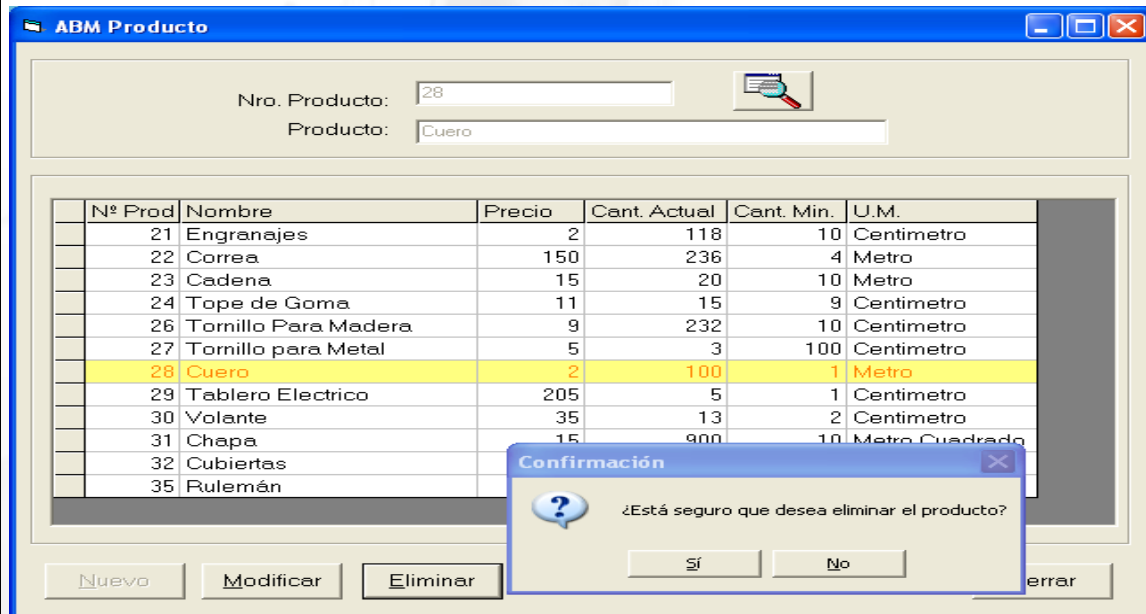 ABM Producto
Nro. Producto: 28
Producto: Cuero
Nº Prod Nombre Precio Cant. Actual Cant. Min. U.M.
21 Engranajes 2 118 10 Centimetro
22 Correa 150 236 4 Metro
23 Cadena 15 20 10 Metro
24 Tope de Goma 11 15 9 Centimetro
26 Tornillo Para Madera 9 232 10 Centimetro
27 Tornillo para Metal 5 3 100 Centimetro
28 Cuero 2 100 1 Metro
29 Tablero Electrico 205 5 1 Centimetro
30 Volante 35 13 2 Centimetro
31 Chapa 15 900 10 Metro Cuadrado
32 Cubiertas
35 Rulemán
Confirmación
¿Está seguro que desea eliminar el producto?
Sí No
Nuevo Modificar Eliminar errar